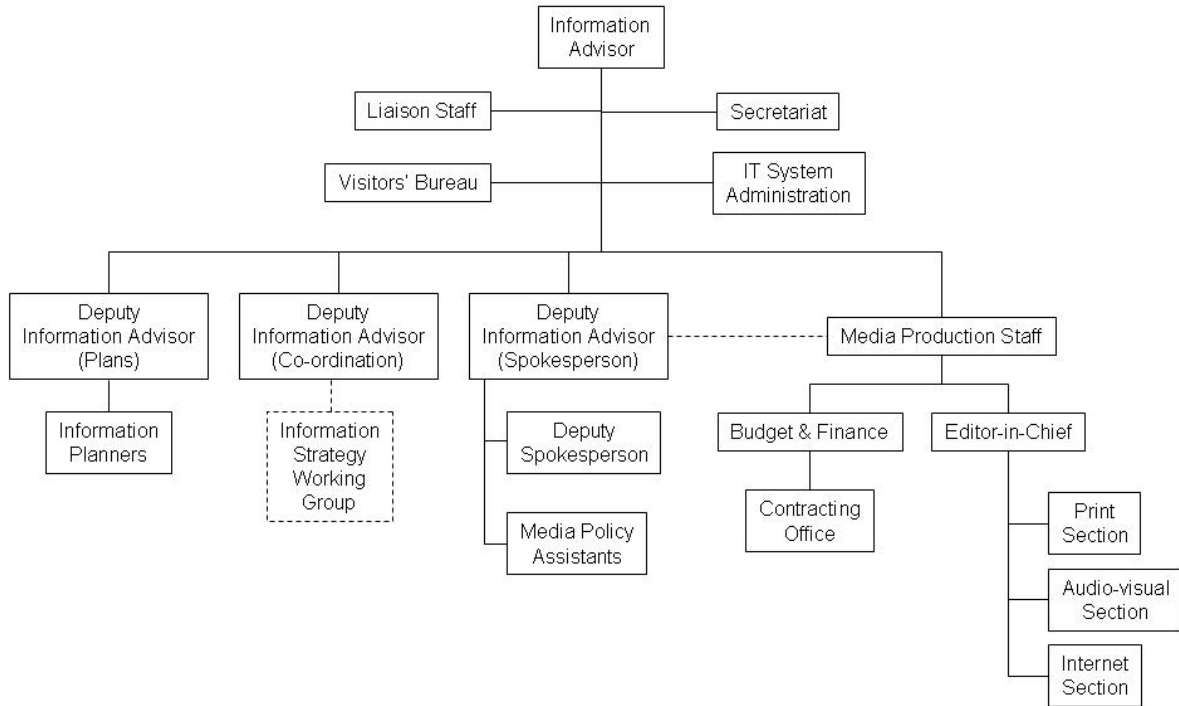 Information
Advisor
Liaison Staff
Secretariat
Visitors' Bureau
IT System
Administration
Deputy
Information Advisor
(Plans)
Deputy
Information Advisor
(Co-ordination)
Deputy
Information Advisor
(Spokesperson)
Media Production Staff
Information
Planners
Information
Strategy
Working
Group
Deputy
Spokesperson
Media Policy
Assistants
Budget & Finance
Editor-in-Chief
Contracting
Office
Print
Section
Audio-visual
Section
Internet
Section